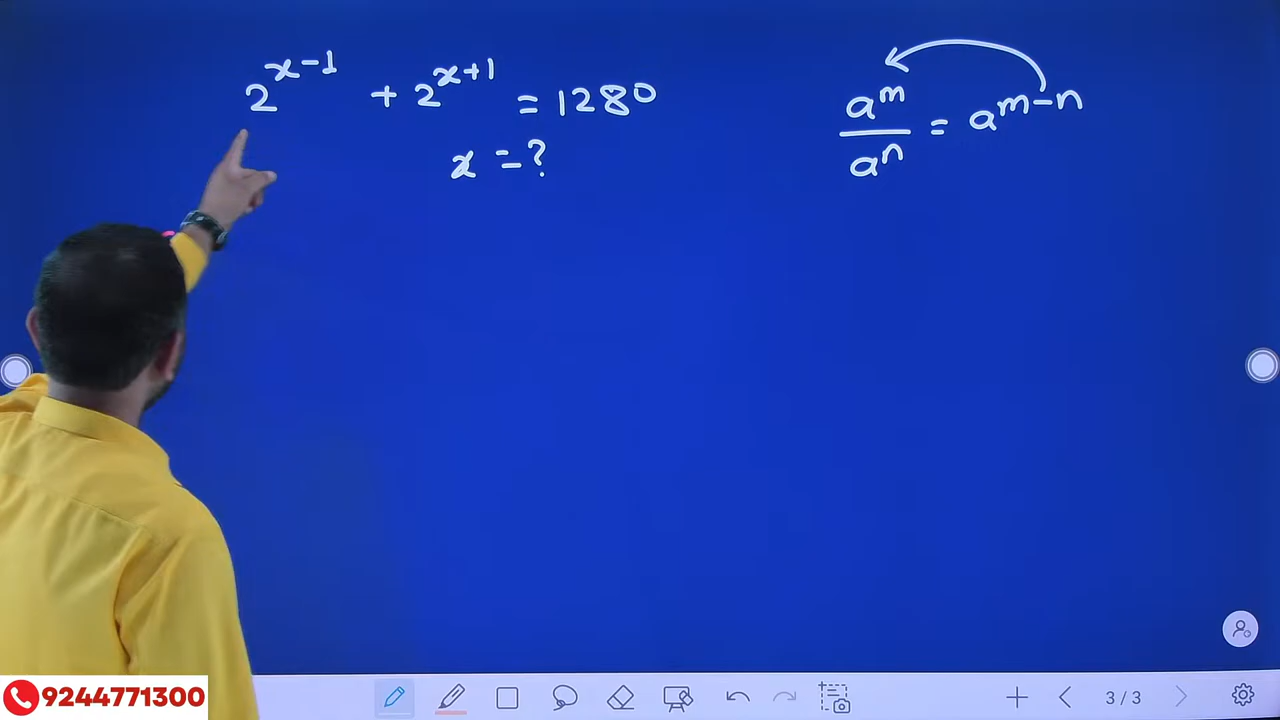 2^{x-1} + 2^{x+1} = 1280
x = ?
a^m / a^n = a^{m-n}
9244771300
3/3